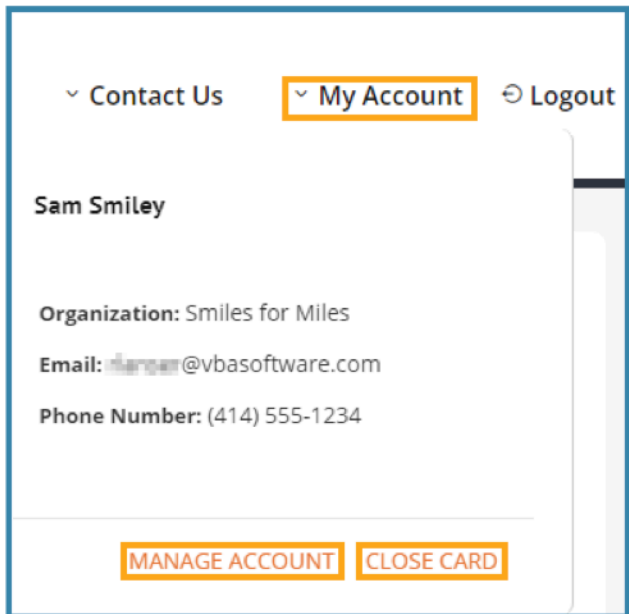 Contact Us My Account Logout
Sam Smiley
Organization: Smiles for Miles
Email: @vbasoftware.com
Phone Number: (414) 555-1234
MANAGE ACCOUNT CLOSE CARD